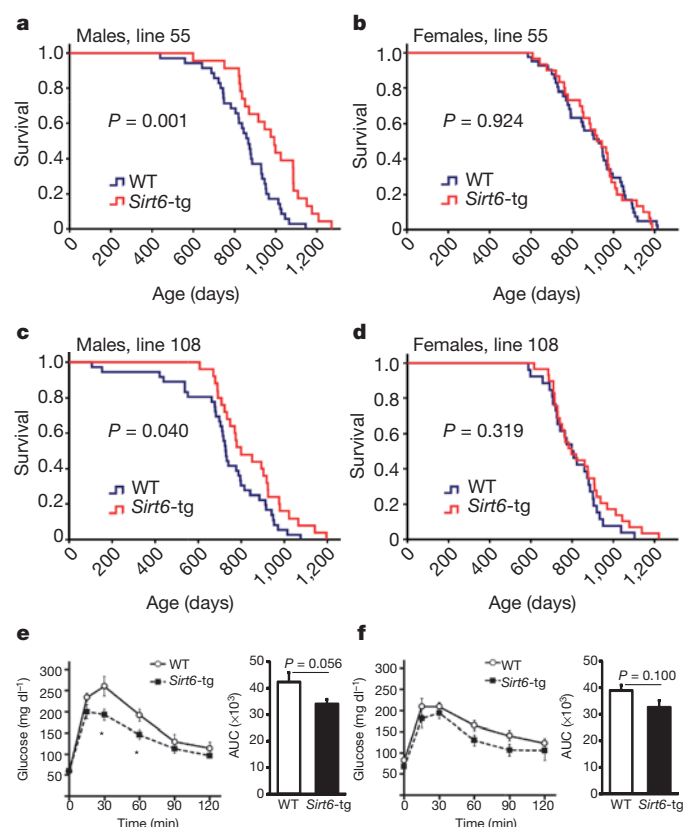 a Males, line 55
Survival
1.0
0.8
0.6
0.4
0.2
0
P = 0.001
WT
Sirt6-tg
0 200 400 600 800 1,000 1,200
Age (days)
b Females, line 55
Survival
1.0
0.8
0.6
0.4
0.2
0
P = 0.924
WT
Sirt6-tg
0 200 400 600 800 1,000 1,200
Age (days)
c Males, line 108
Survival
1.0
0.8
0.6
0.4
0.2
0
P = 0.040
WT
Sirt6-tg
0 200 400 600 800 1,000 1,200
Age (days)
d Females, line 108
Survival
1.0
0.8
0.6
0.4
0.2
0
P = 0.319
WT
Sirt6-tg
0 200 400 600 800 1,000 1,200
Age (days)
e
Glucose (mg dl⁻¹)
300
250
200
150
100
50
WT
Sirt6-tg
* *
0 30 60 90 120
Time (min)
AUC (×10³)
50
40
30
20
10
0
P = 0.056
WT Sirt6-tg
f
Glucose (mg dl⁻¹)
300
250
200
150
100
50
WT
Sirt6-tg
0 30 60 90 120
Time (min)
AUC (×10³)
50
40
30
20
10
0
P = 0.100
WT Sirt6-tg